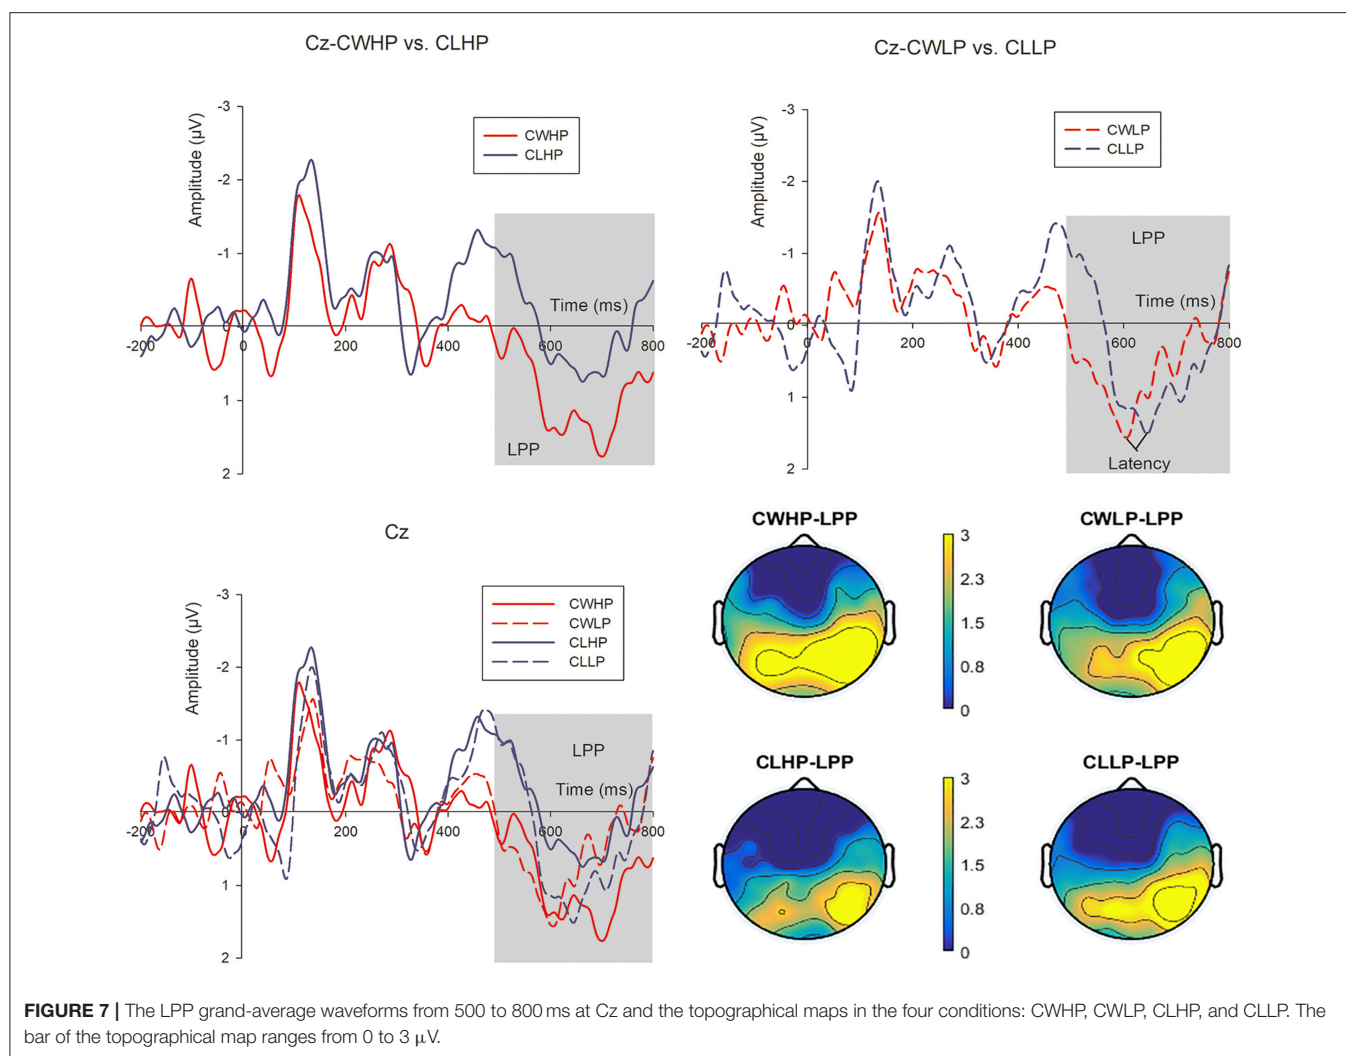 Cz-CWHP vs. CLHP
Amplitude (µV)
-3
-2
-1
0
1
2
-200
0
200
400
600
800
CWHP
CLHP
Time (ms)
LPP
Cz-CWLP vs. CLLP
Amplitude (µV)
-3
-2
-1
0
1
2
-200
0
200
400
600
800
CWLP
CLLP
LPP
Time (ms)
Latency
Cz
Amplitude (µV)
-3
-2
-1
0
1
2
-200
0
200
400
600
800
CWHP
CWLP
CLHP
CLLP
LPP
Time (ms)
CWHP-LPP
3
2.3
1.5
0.8
0
CWLP-LPP
CLHP-LPP
3
2.3
1.5
0.8
0
CLLP-LPP
FIGURE 7 | The LPP grand-average waveforms from 500 to 800 ms at Cz and the topographical maps in the four conditions: CWHP, CWLP, CLHP, and CLLP. The
bar of the topographical map ranges from 0 to 3 µV.